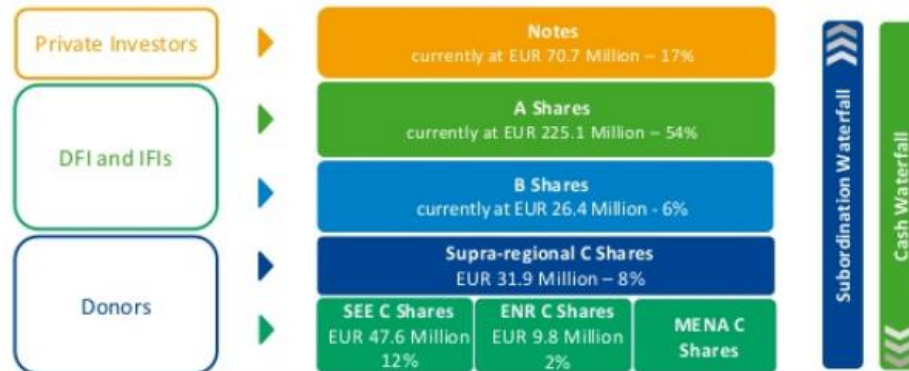 Private Investors
Notes
currently at EUR 70.7 Million – 17%
DFI and IFIs
A Shares
currently at EUR 225.1 Million – 54%
B Shares
currently at EUR 26.4 Million - 6%
Donors
Supra-regional C Shares
EUR 31.9 Million – 8%
SEE C Shares
EUR 47.6 Million
12%
ENR C Shares
EUR 9.8 Million
2%
MENA C
Shares
Subordination Waterfall
Cash Waterfall